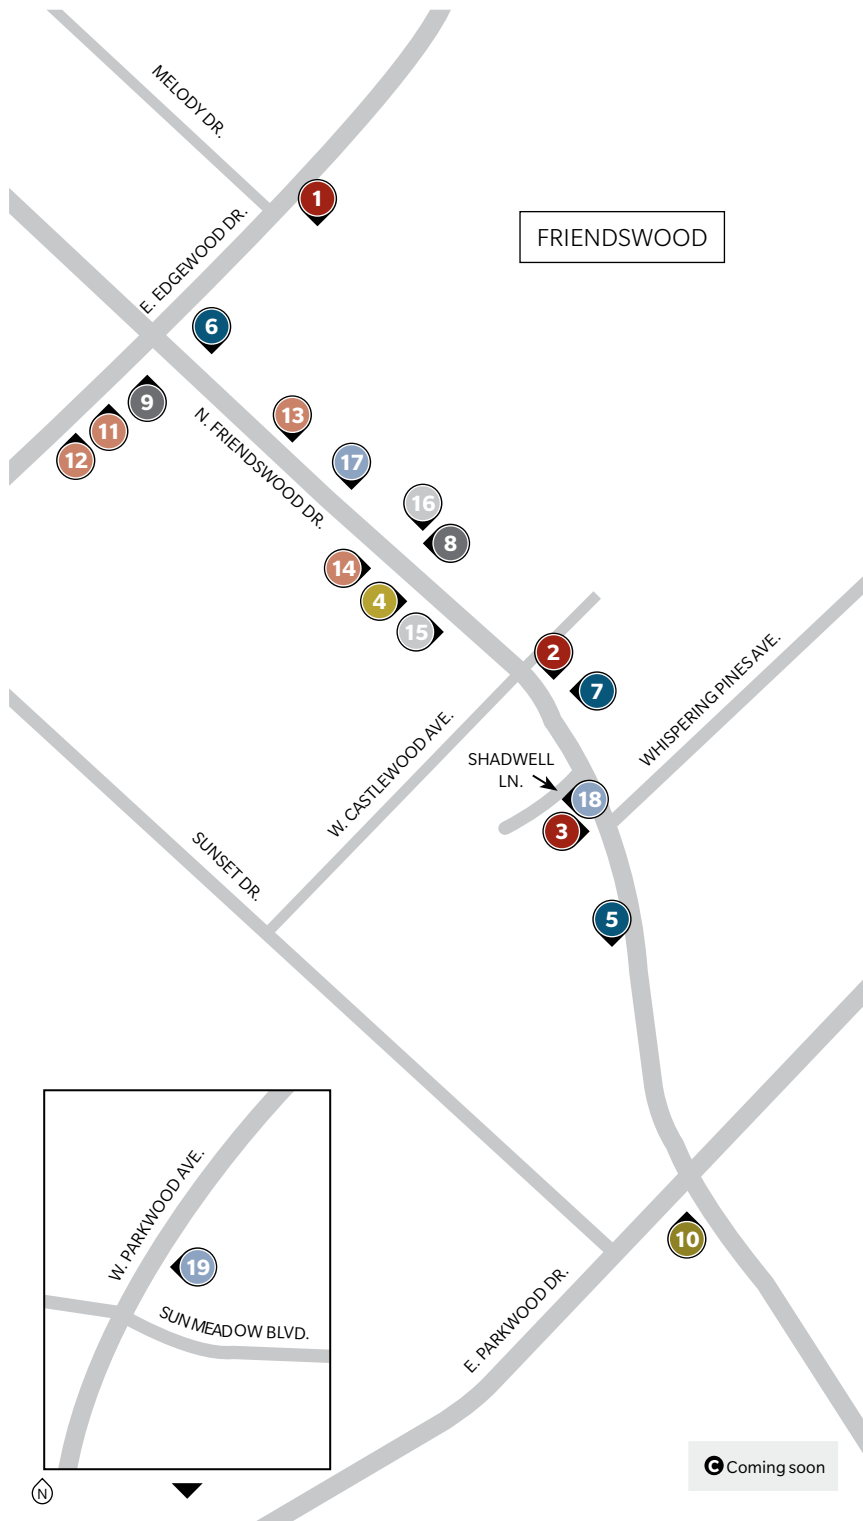 MELODY DR.
1
E. EDGEWOOD DR.
FRIENDSWOOD
6
9
11
12
13
N. FRIENDSWOOD DR.
17
16
8
14
4
15
2
7
WHISPERING PINES AVE.
W. CASTLEWOOD AVE.
SHADWELL
LN.
18
3
SUNSET DR.
5
W. PARKWOOD AVE.
19
SUN MEADOW BLVD.
10
E. PARKWOOD DR.
C Coming soon
N